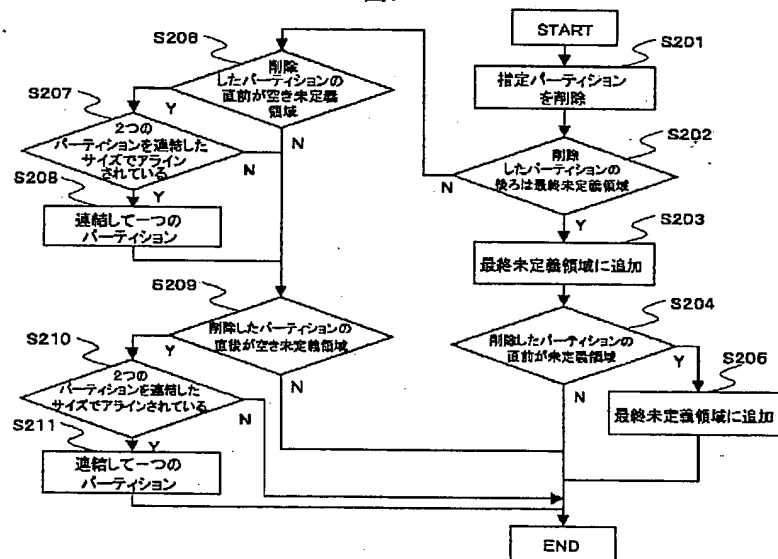 START
S201
指定パーティション
を削除
S202
削除
したパーティションの
後ろは最終未定義領域
N
Y
S203
最終未定義領域に追加
S204
削除したパーティションの
直前が未定義領域
Y
N
S205
最終未定義領域に追加
S206
削除
したパーティションの
直前が空き未定義
領域
Y
N
S207
2つの
パーティションを連結した
サイズでアライン
されている
N
Y
S208
連結して一つの
パーティション
S209
削除したパーティションの
直後が空き未定義領域
Y
N
S210
2つの
パーティションを連結した
サイズでアラインされている
N
Y
S211
連結して一つの
パーティション
END